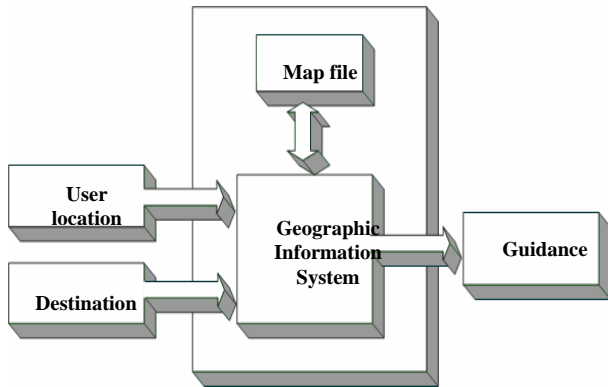 Map file
User
location
Geographic
Information
System
Guidance
Destination